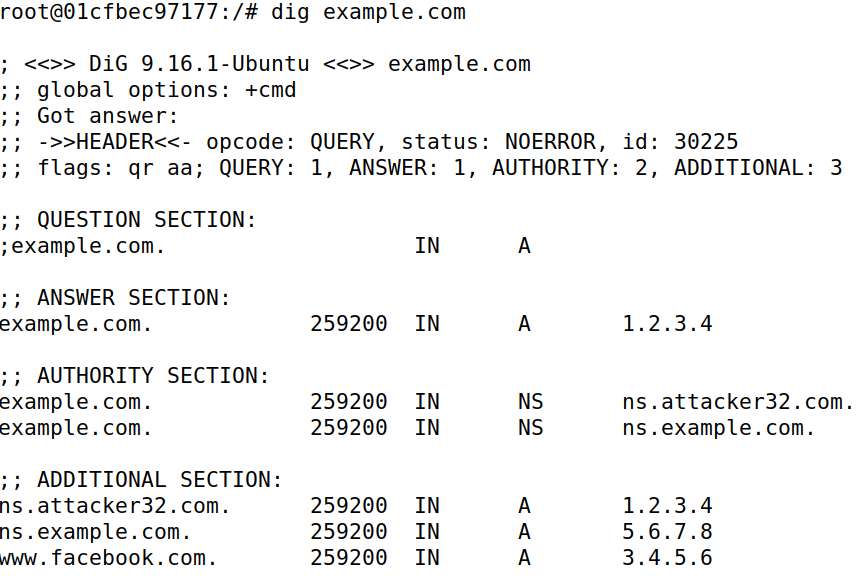 root@01cfbec97177:/# dig example.com
; <<>> DiG 9.16.1-Ubuntu <<>> example.com
;; global options: +cmd
;; Got answer:
;; ->>HEADER<<- opcode: QUERY, status: NOERROR, id: 30225
;; flags: qr aa; QUERY: 1, ANSWER: 1, AUTHORITY: 2, ADDITIONAL: 3
;; QUESTION SECTION:
;example.com. IN A
;; ANSWER SECTION:
example.com. 259200 IN A 1.2.3.4
;; AUTHORITY SECTION:
example.com. 259200 IN NS ns.attacker32.com.
example.com. 259200 IN NS ns.example.com.
;; ADDITIONAL SECTION:
ns.attacker32.com. 259200 IN A 1.2.3.4
ns.example.com. 259200 IN A 5.6.7.8
www.facebook.com. 259200 IN A 3.4.5.6